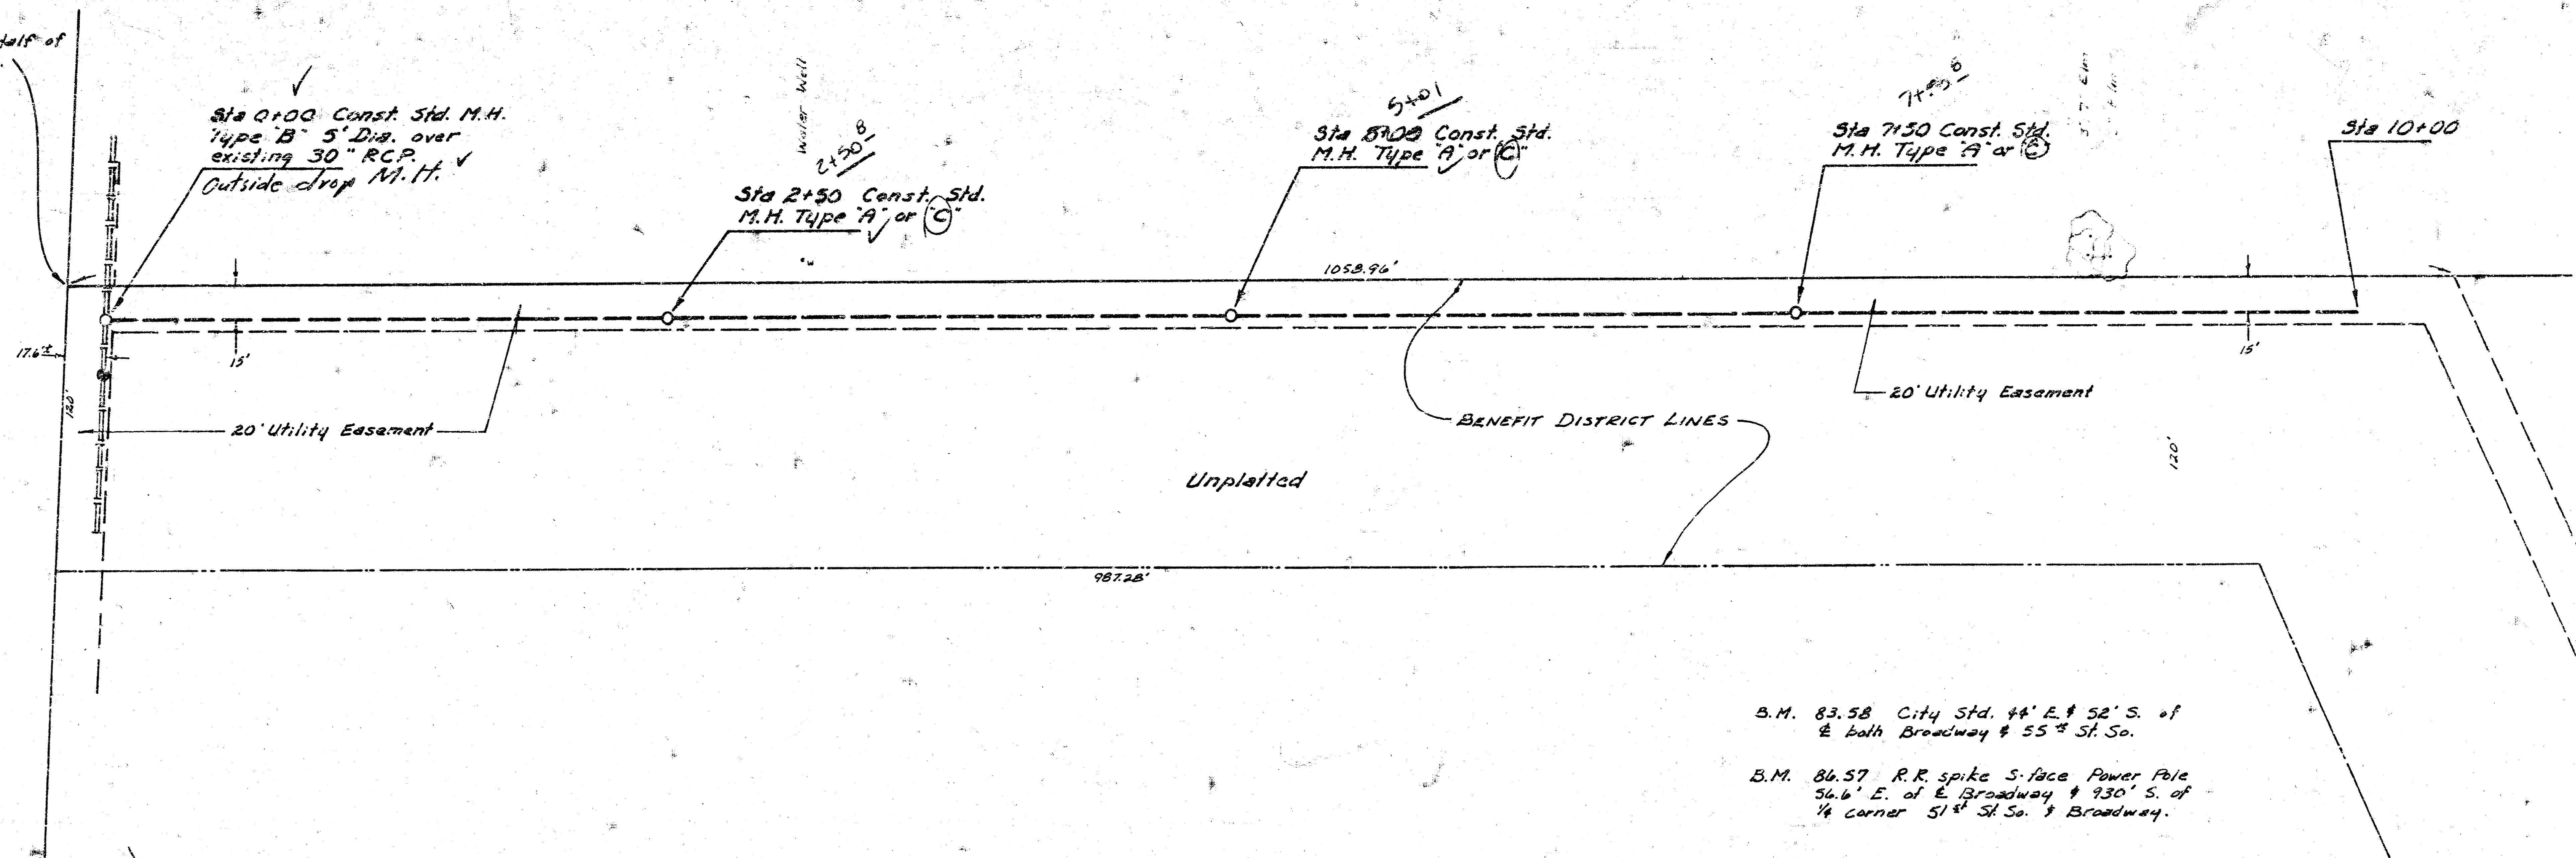 Half of
Sta 0+00 Const. Std. M.H.
Type "B" 5' Dia. over
existing 30" R.C.P.
Outside drop M.H.
Water Well
2+50.8
Sta 2+50 Const. Std.
M.H. Type "A" or "C"
5+01
Sta 5+00 Const. Std.
M.H. Type "A" or "C"
Sta 7+50 Const. Std.
M.H. Type "A" or "C"
Elm
Sta 10+00
1058.96'
17.6'±
15'
15'
120'
20' Utility Easement
20' Utility Easement
BENEFIT DISTRICT LINES
120'
Unplatted
987.28'
B.M. 83.58 City Std. 44' E. & 52' S. of
℄ both Broadway & 55th St. So.
B.M. 86.57 R.R. spike S. face Power Pole
56.6' E. of ℄ Broadway & 930' S. of
1/4 corner 51st St. So. & Broadway.